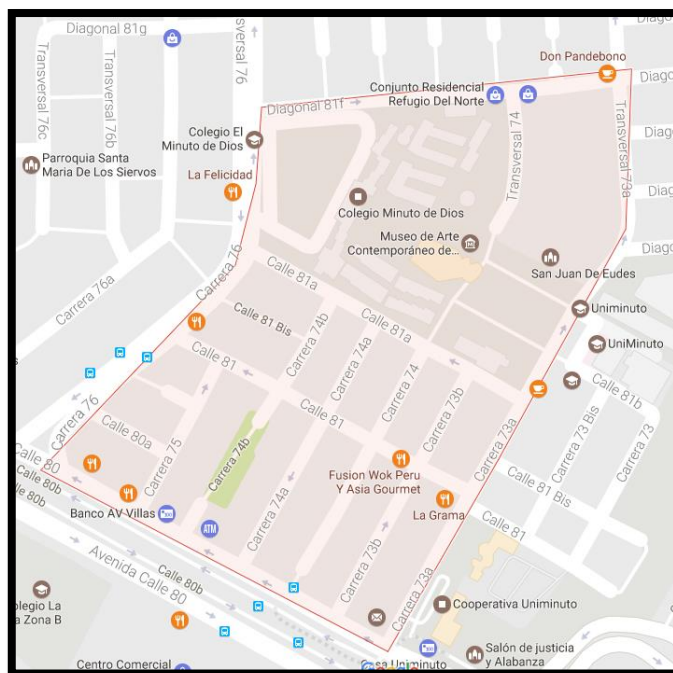 Diagonal 81g
Transversal 76
Don Pandebono
Transversal 76c
Transversal 76b
Conjunto Residencial
Refugio Del Norte
Diagonal
Diagonal 81f
Transversal 74
Transversal 73a
Colegio El
Minuto de Dios
Parroquia Santa
Maria De Los Siervos
La Felicidad
Colegio Minuto de Dios
Museo de Arte
Contemporáneo de...
San Juan De Eudes
Carrera 76
Carrera 76a
Calle 81a
Uniminuto
Calle 81 Bis
Carrera 74b
Calle 81a
UniMinuto
Carrera 74a
Calle 81
Carrera 74
Carrera 73b
Calle 81b
Carrera 76
Calle 81
Carrera 73a
Carrera 73 Bis
Carrera 73
Calle 80a
Carrera 75
Carrera 74b
Calle 80
Calle 80b
Fusion Wok Peru
Y Asia Gourmet
Calle 81 Bis
Banco AV Villas
Carrera 74a
La Grama
Calle 81
ATM
Avenida Calle 80
Calle 80b
Carrera 73b
Carrera 73a
Cooperativa Uniminuto
Zona B
Salón de justicia
y Alabanza
Centro Comercial
Uniminuto